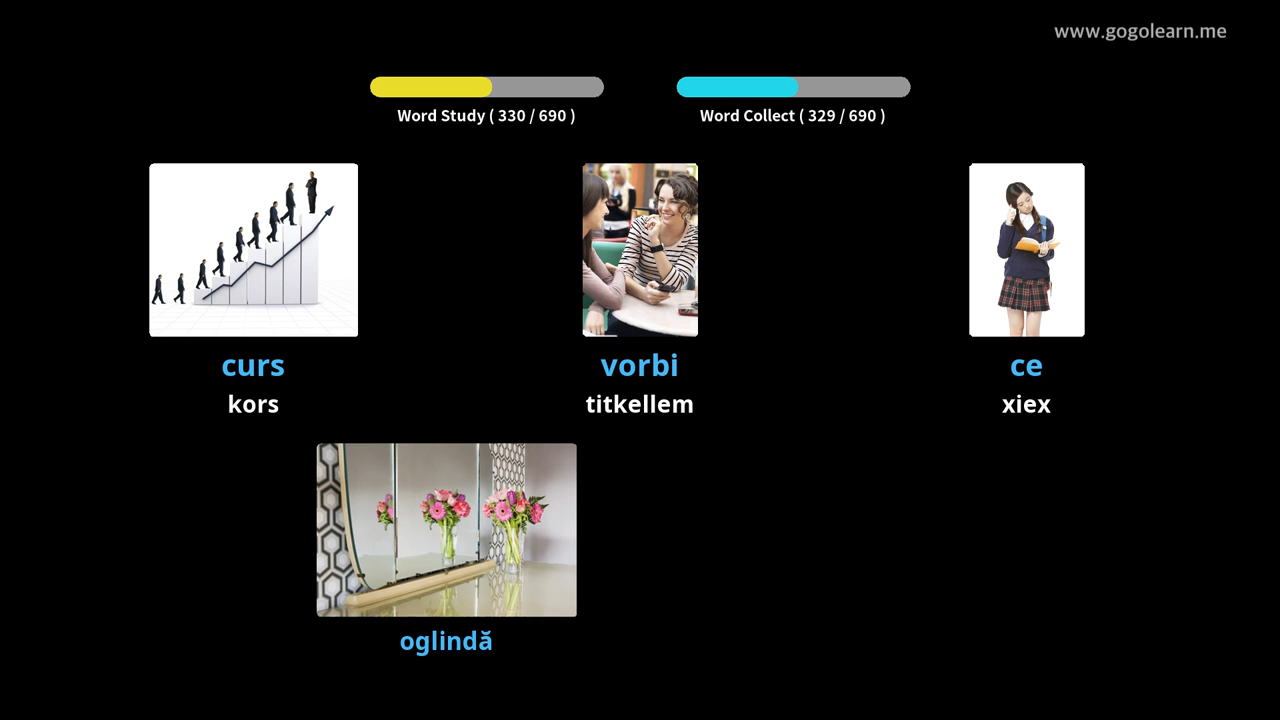 www.gogolearn.me
Word Study ( 330 / 690 )
Word Collect ( 329 / 690 )
curs
vorbi
ce
kors
titkellem
xiex
oglindă